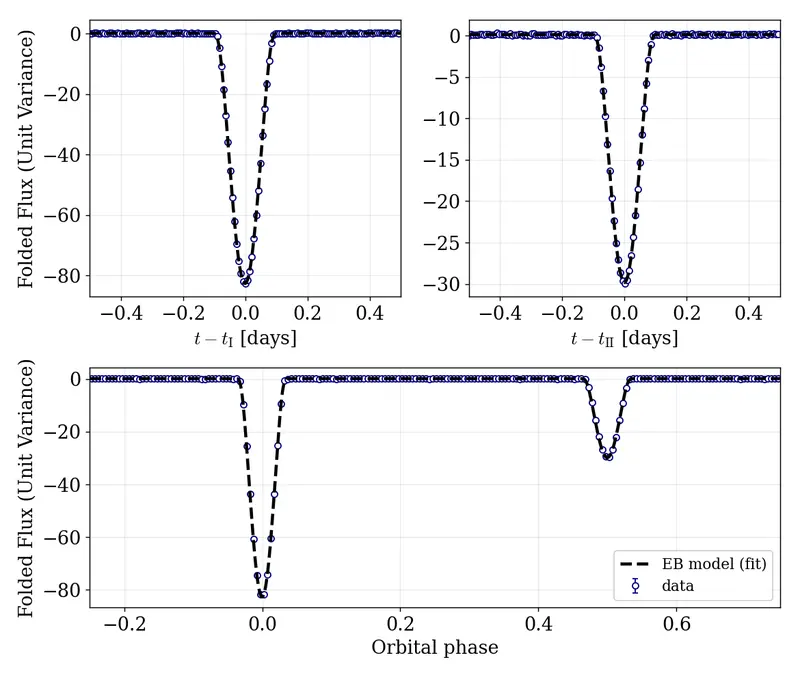 Folded Flux (Unit Variance)
0
−20
−40
−60
−80
−0.4 −0.2 0.0 0.2 0.4
t − tI [days]
0
−5
−10
−15
−20
−25
−30
−0.4 −0.2 0.0 0.2 0.4
t − tII [days]
Folded Flux (Unit Variance)
0
−20
−40
−60
−80
−0.2 0.0 0.2 0.4 0.6
Orbital phase
EB model (fit)
data